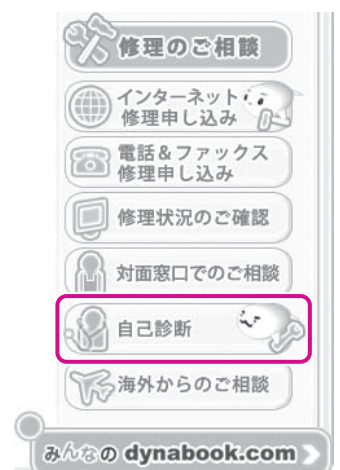 修理のご相談
インターネット
修理申し込み
電話＆ファックス
修理申し込み
修理状況のご確認
対面窓口でのご相談
自己診断
海外からのご相談
みんなの dynabook.com